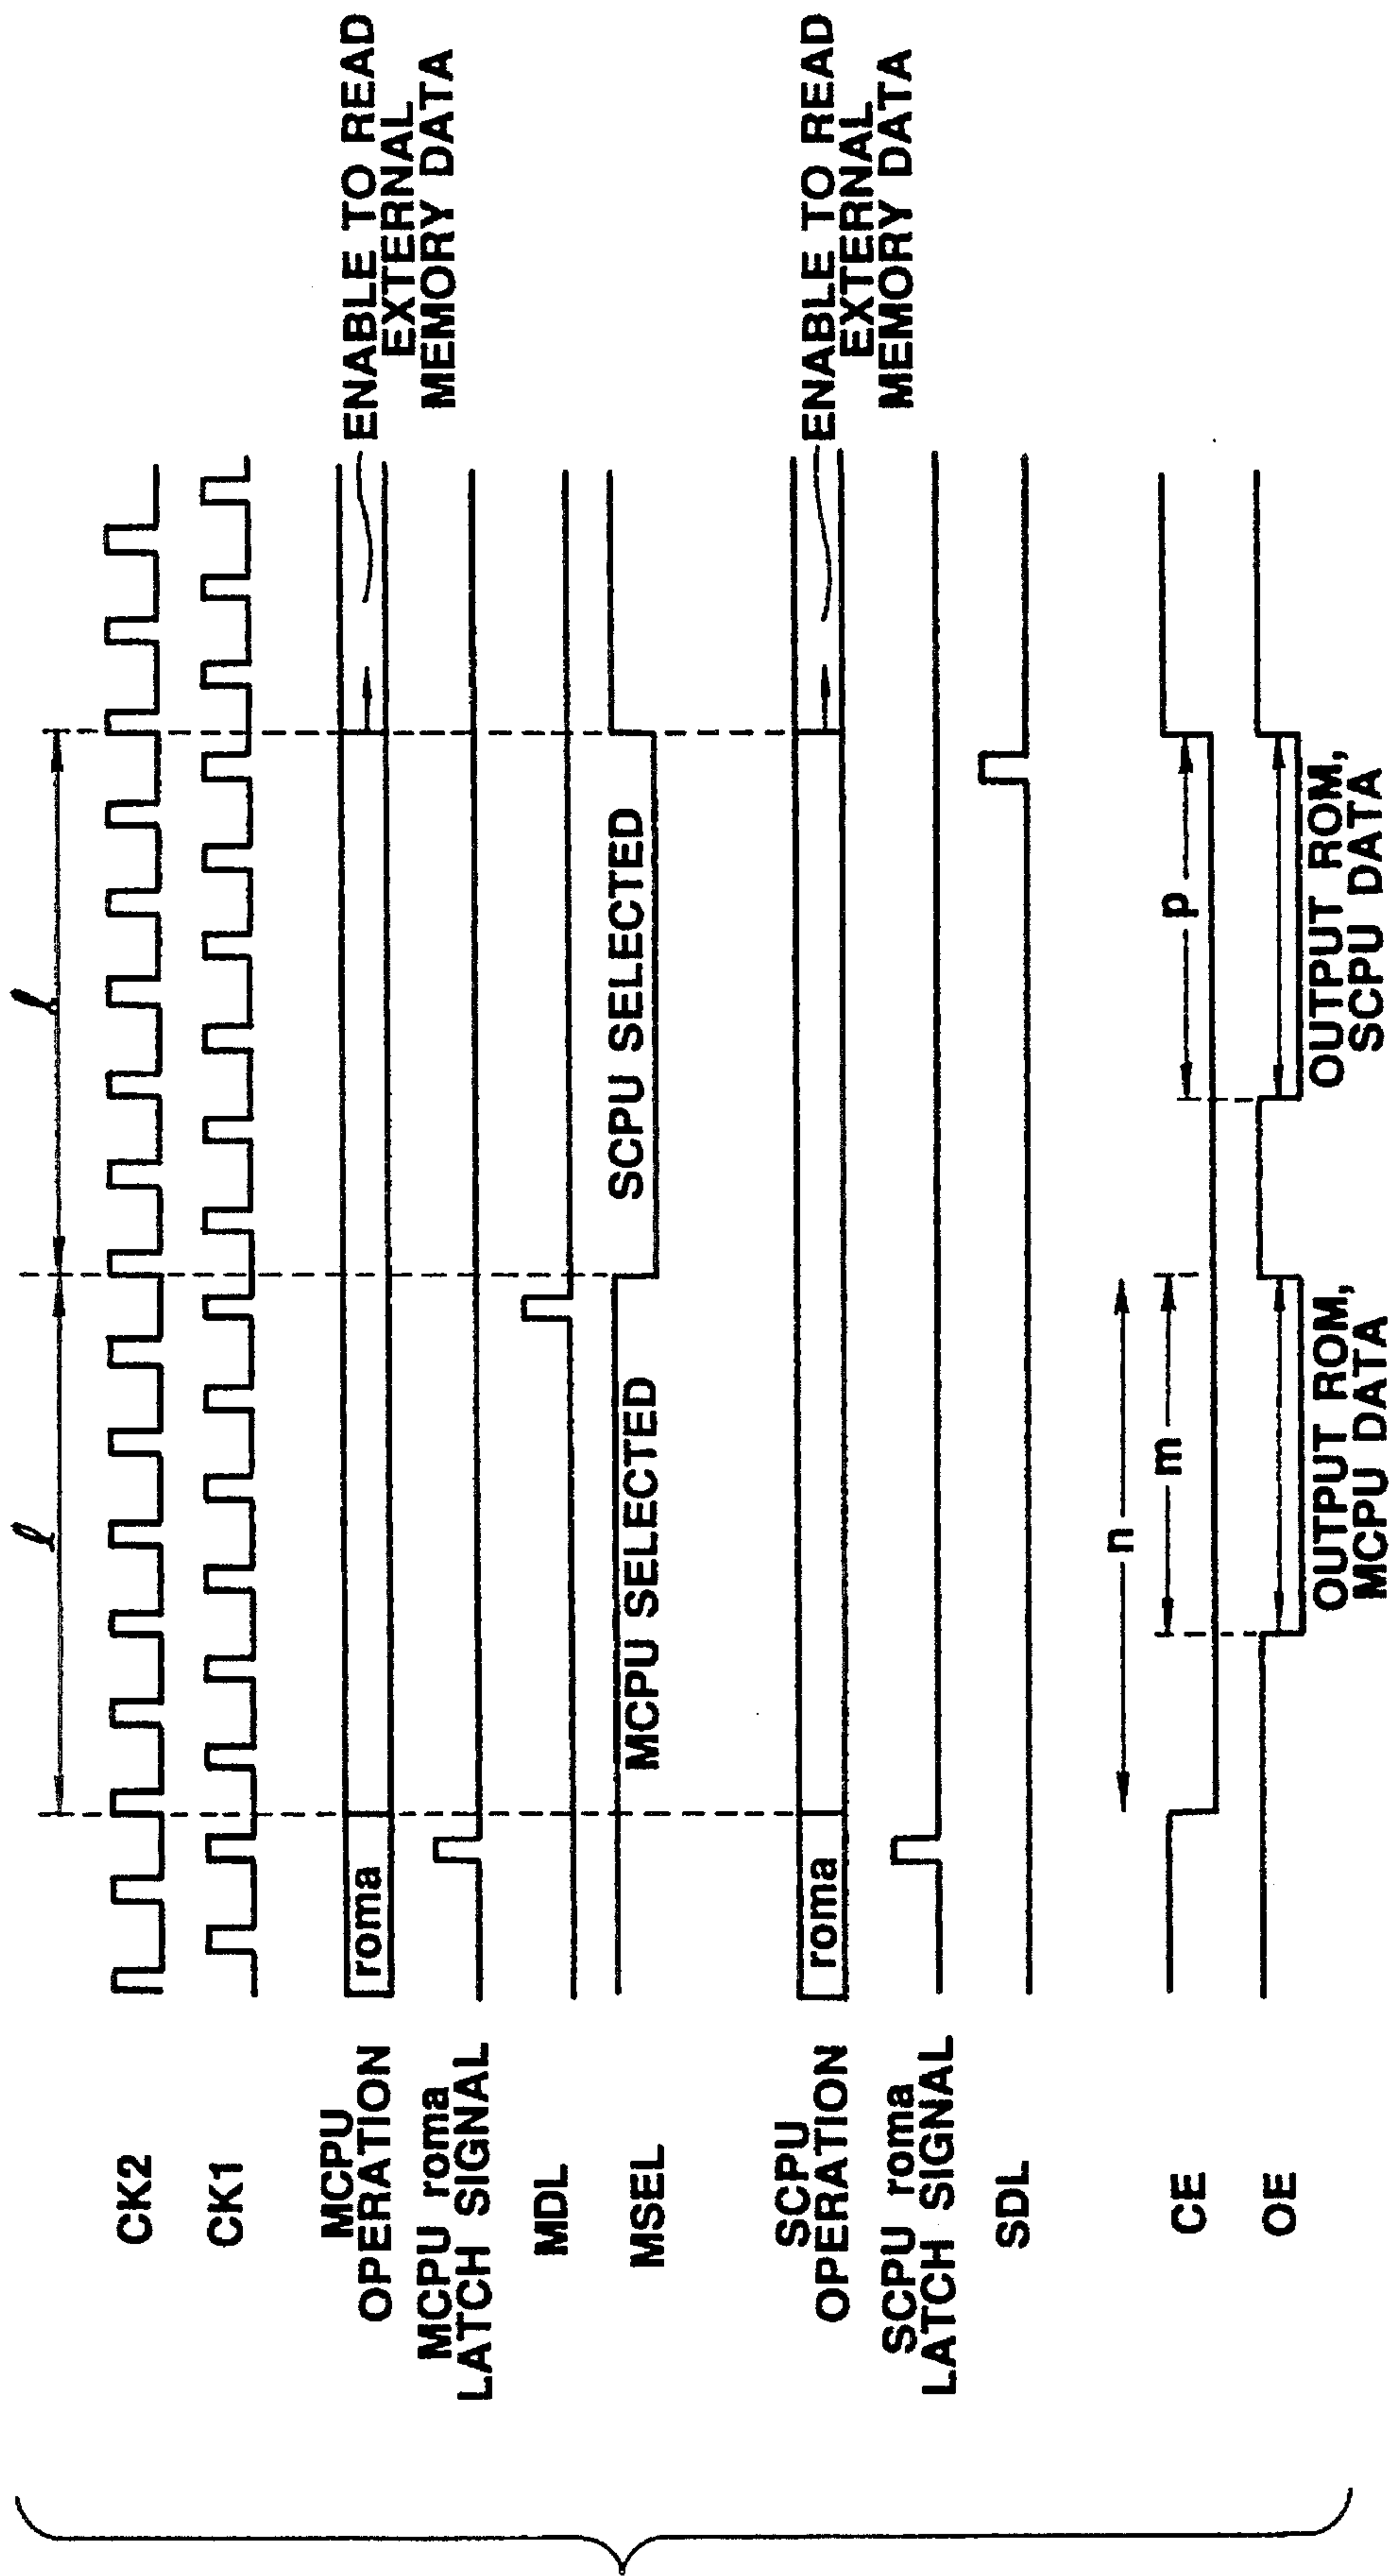 ℓ
ℓ
CK2
CK1
MCPU
OPERATION
roma
ENABLE TO READ
EXTERNAL
MEMORY DATA
MCPU roma
LATCH SIGNAL
MDL
MSEL
MCPU SELECTED
SCPU SELECTED
SCPU
OPERATION
roma
ENABLE TO READ
EXTERNAL
MEMORY DATA
SCPU roma
LATCH SIGNAL
SDL
n
m
p
CE
OE
OUTPUT ROM,
MCPU DATA
OUTPUT ROM,
SCPU DATA